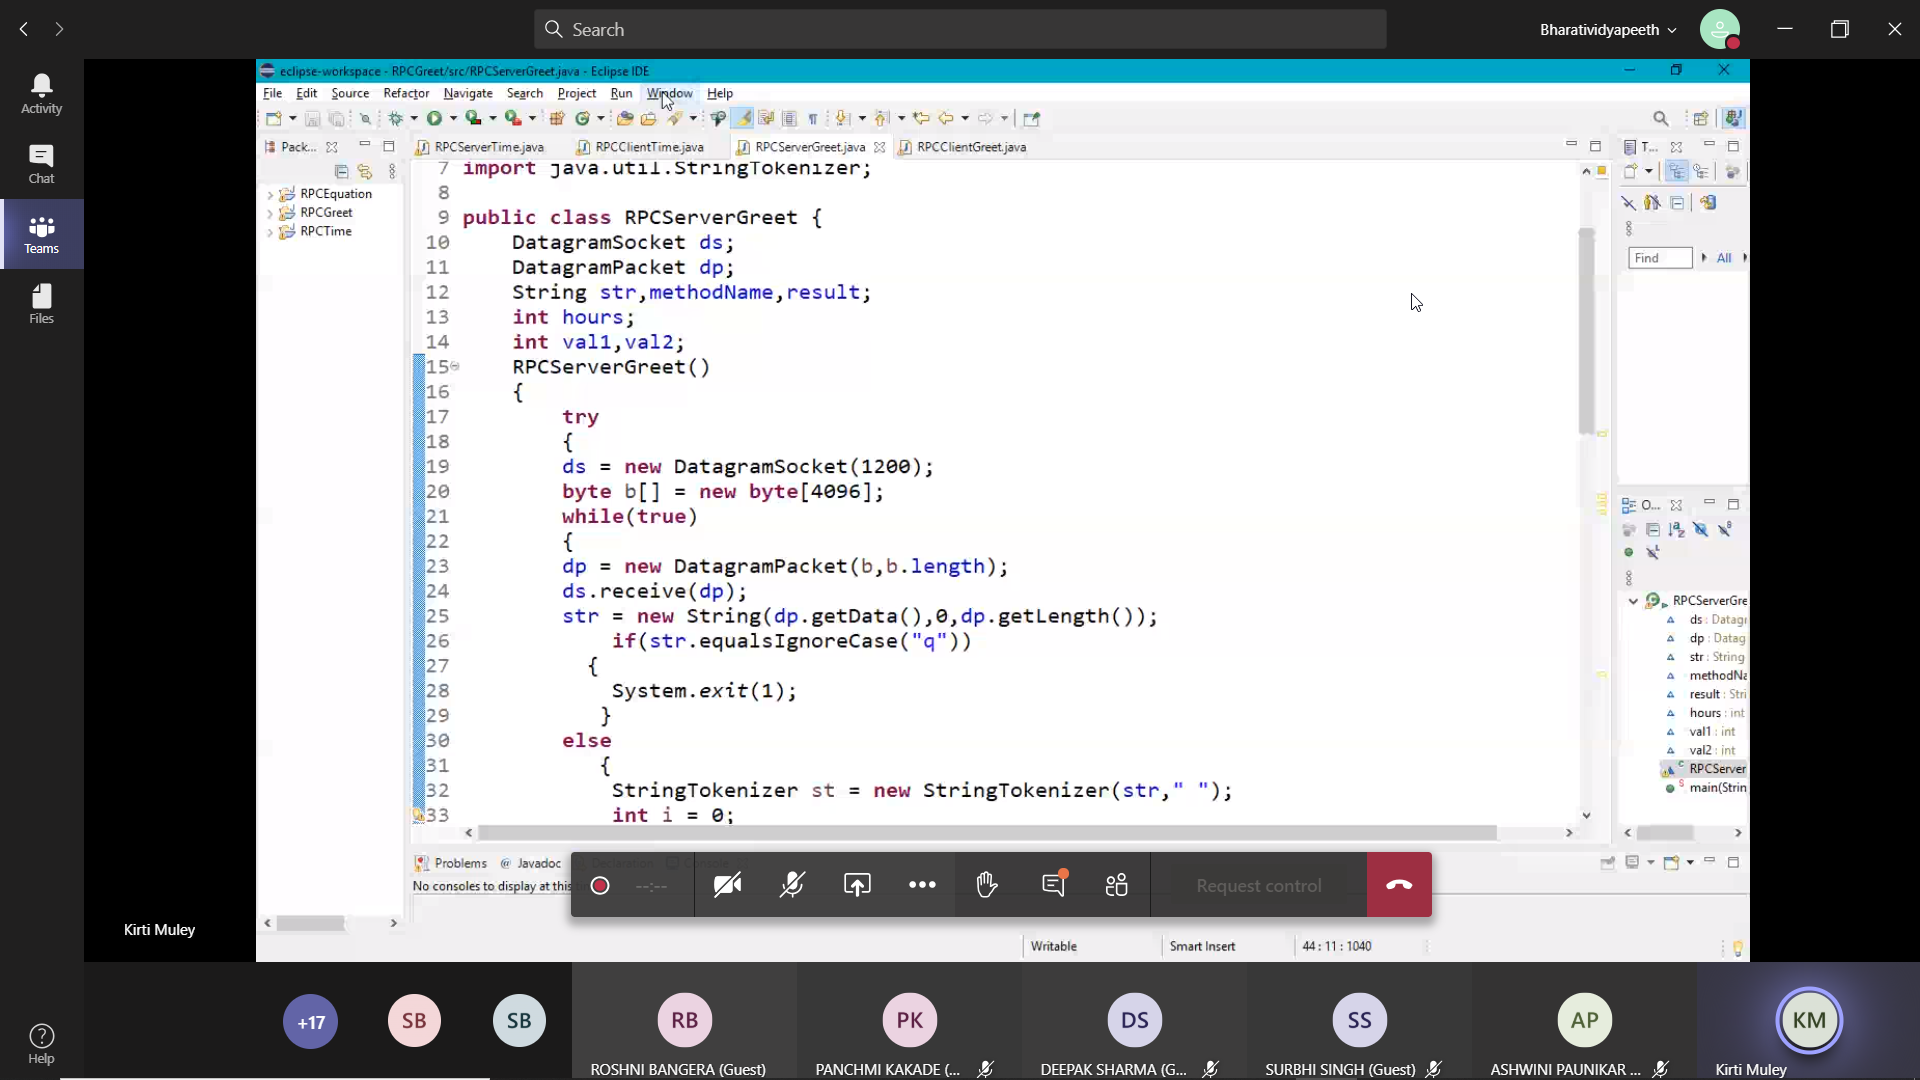 Search
Bharatividyapeeth
Activity
Chat
Teams
Files
Help
eclipse-workspace - RPCGreet/src/RPCServerGreet.java - Eclipse IDE
File Edit Source Refactor Navigate Search Project Run Window Help
Pack...
RPCServerTime.java RPCClientTime.java RPCServerGreet.java RPCClientGreet.java
T...
RPCEquation
RPCGreet
RPCTime
7 import java.util.StringTokenizer;
8
9 public class RPCServerGreet {
10 DatagramSocket ds;
11 DatagramPacket dp;
12 String str,methodName,result;
13 int hours;
14 int val1,val2;
15 RPCServerGreet()
16 {
17 try
18 {
19 ds = new DatagramSocket(1200);
20 byte b[] = new byte[4096];
21 while(true)
22 {
23 dp = new DatagramPacket(b,b.length);
24 ds.receive(dp);
25 str = new String(dp.getData(),0,dp.getLength());
26 if(str.equalsIgnoreCase("q"))
27 {
28 System.exit(1);
29 }
30 else
31 {
32 StringTokenizer st = new StringTokenizer(str," ");
33 int i = 0;
Find All
O...
RPCServerGre
ds : Datagr
dp : Datag
str : String
methodNa
result : Stri
hours : int
val1 : int
val2 : int
RPCServer
main(Strin
Problems @ Javadoc
No consoles to display at this
--:--
Request control
Writable Smart Insert 44 : 11 : 1040
Kirti Muley
+17
SB
SB
RB
ROSHNI BANGERA (Guest)
PK
PANCHMI KAKADE (...
DS
DEEPAK SHARMA (G...
SS
SURBHI SINGH (Guest)
AP
ASHWINI PAUNIKAR ...
KM
Kirti Muley